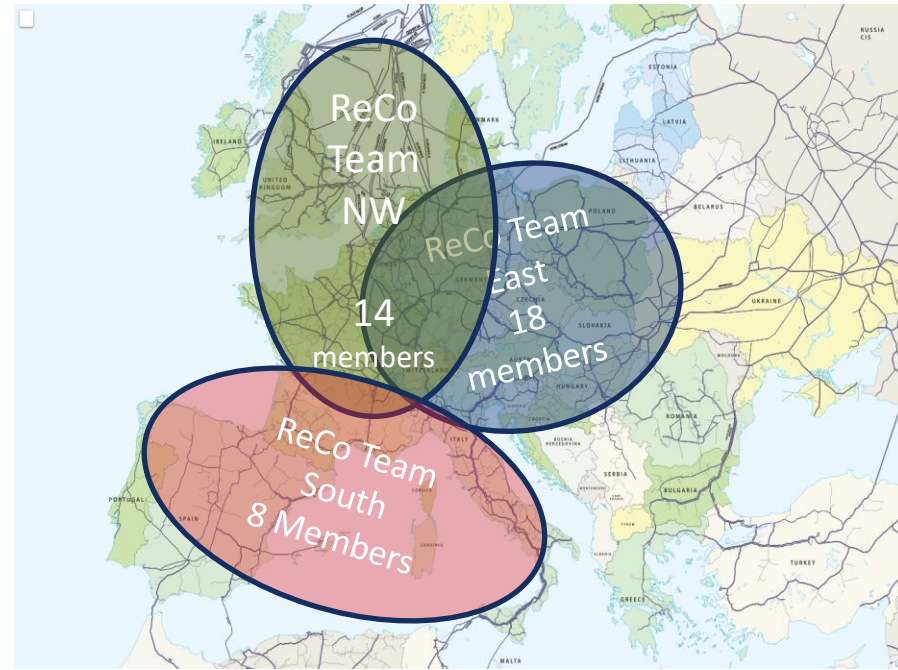 RUSSIA
CIS
ESTONIA
LATVIA
LITHUANIA
BELARUS
IRELAND
UNITED
KINGDOM
POLAND
GERMANY
CZECHIA
SLOVAKIA
UKRAINE
MOLDOVA
HUNGARY
SWITZERLAND
CROATIA
BOSNIA
HERZEGOVINA
ROMANIA
SERBIA
BULGARIA
ITALY
PORTUGAL
SPAIN
SARDINIA
GREECE
TURKEY
MALTA
ReCo
Team
NW
14
members
ReCo Team
East
18
members
ReCo Team
South
8 Members